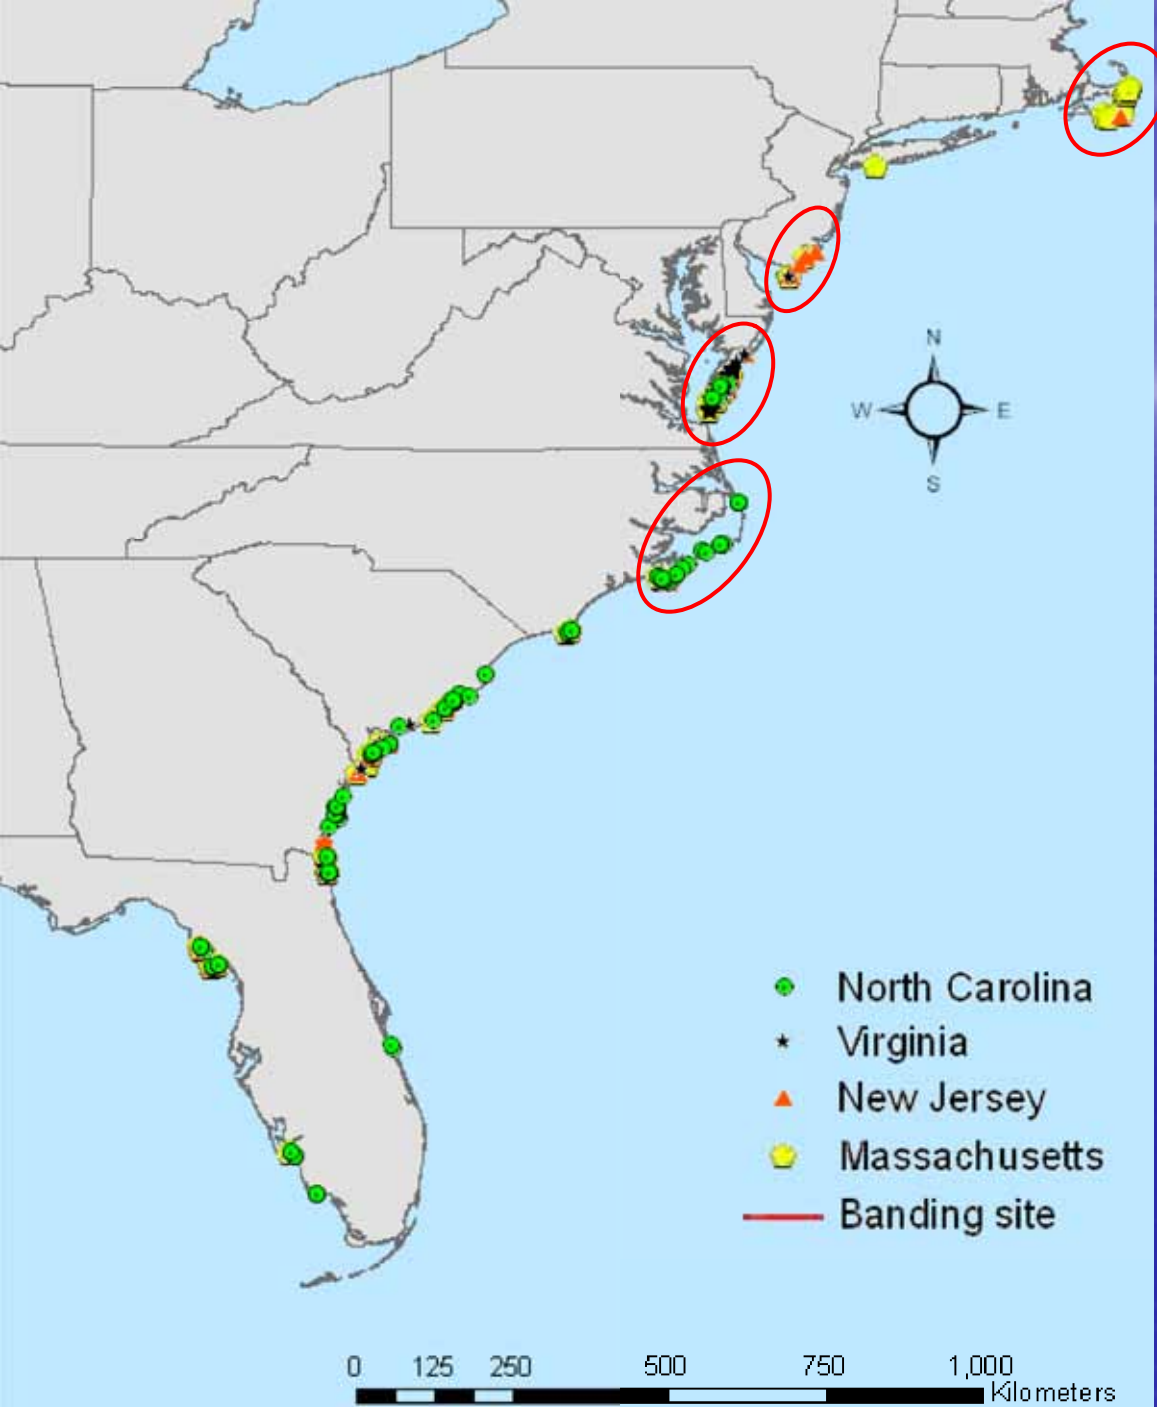 N
W E
S
North Carolina
Virginia
New Jersey
Massachusetts
Banding site
0 125 250 500 750 1,000
Kilometers